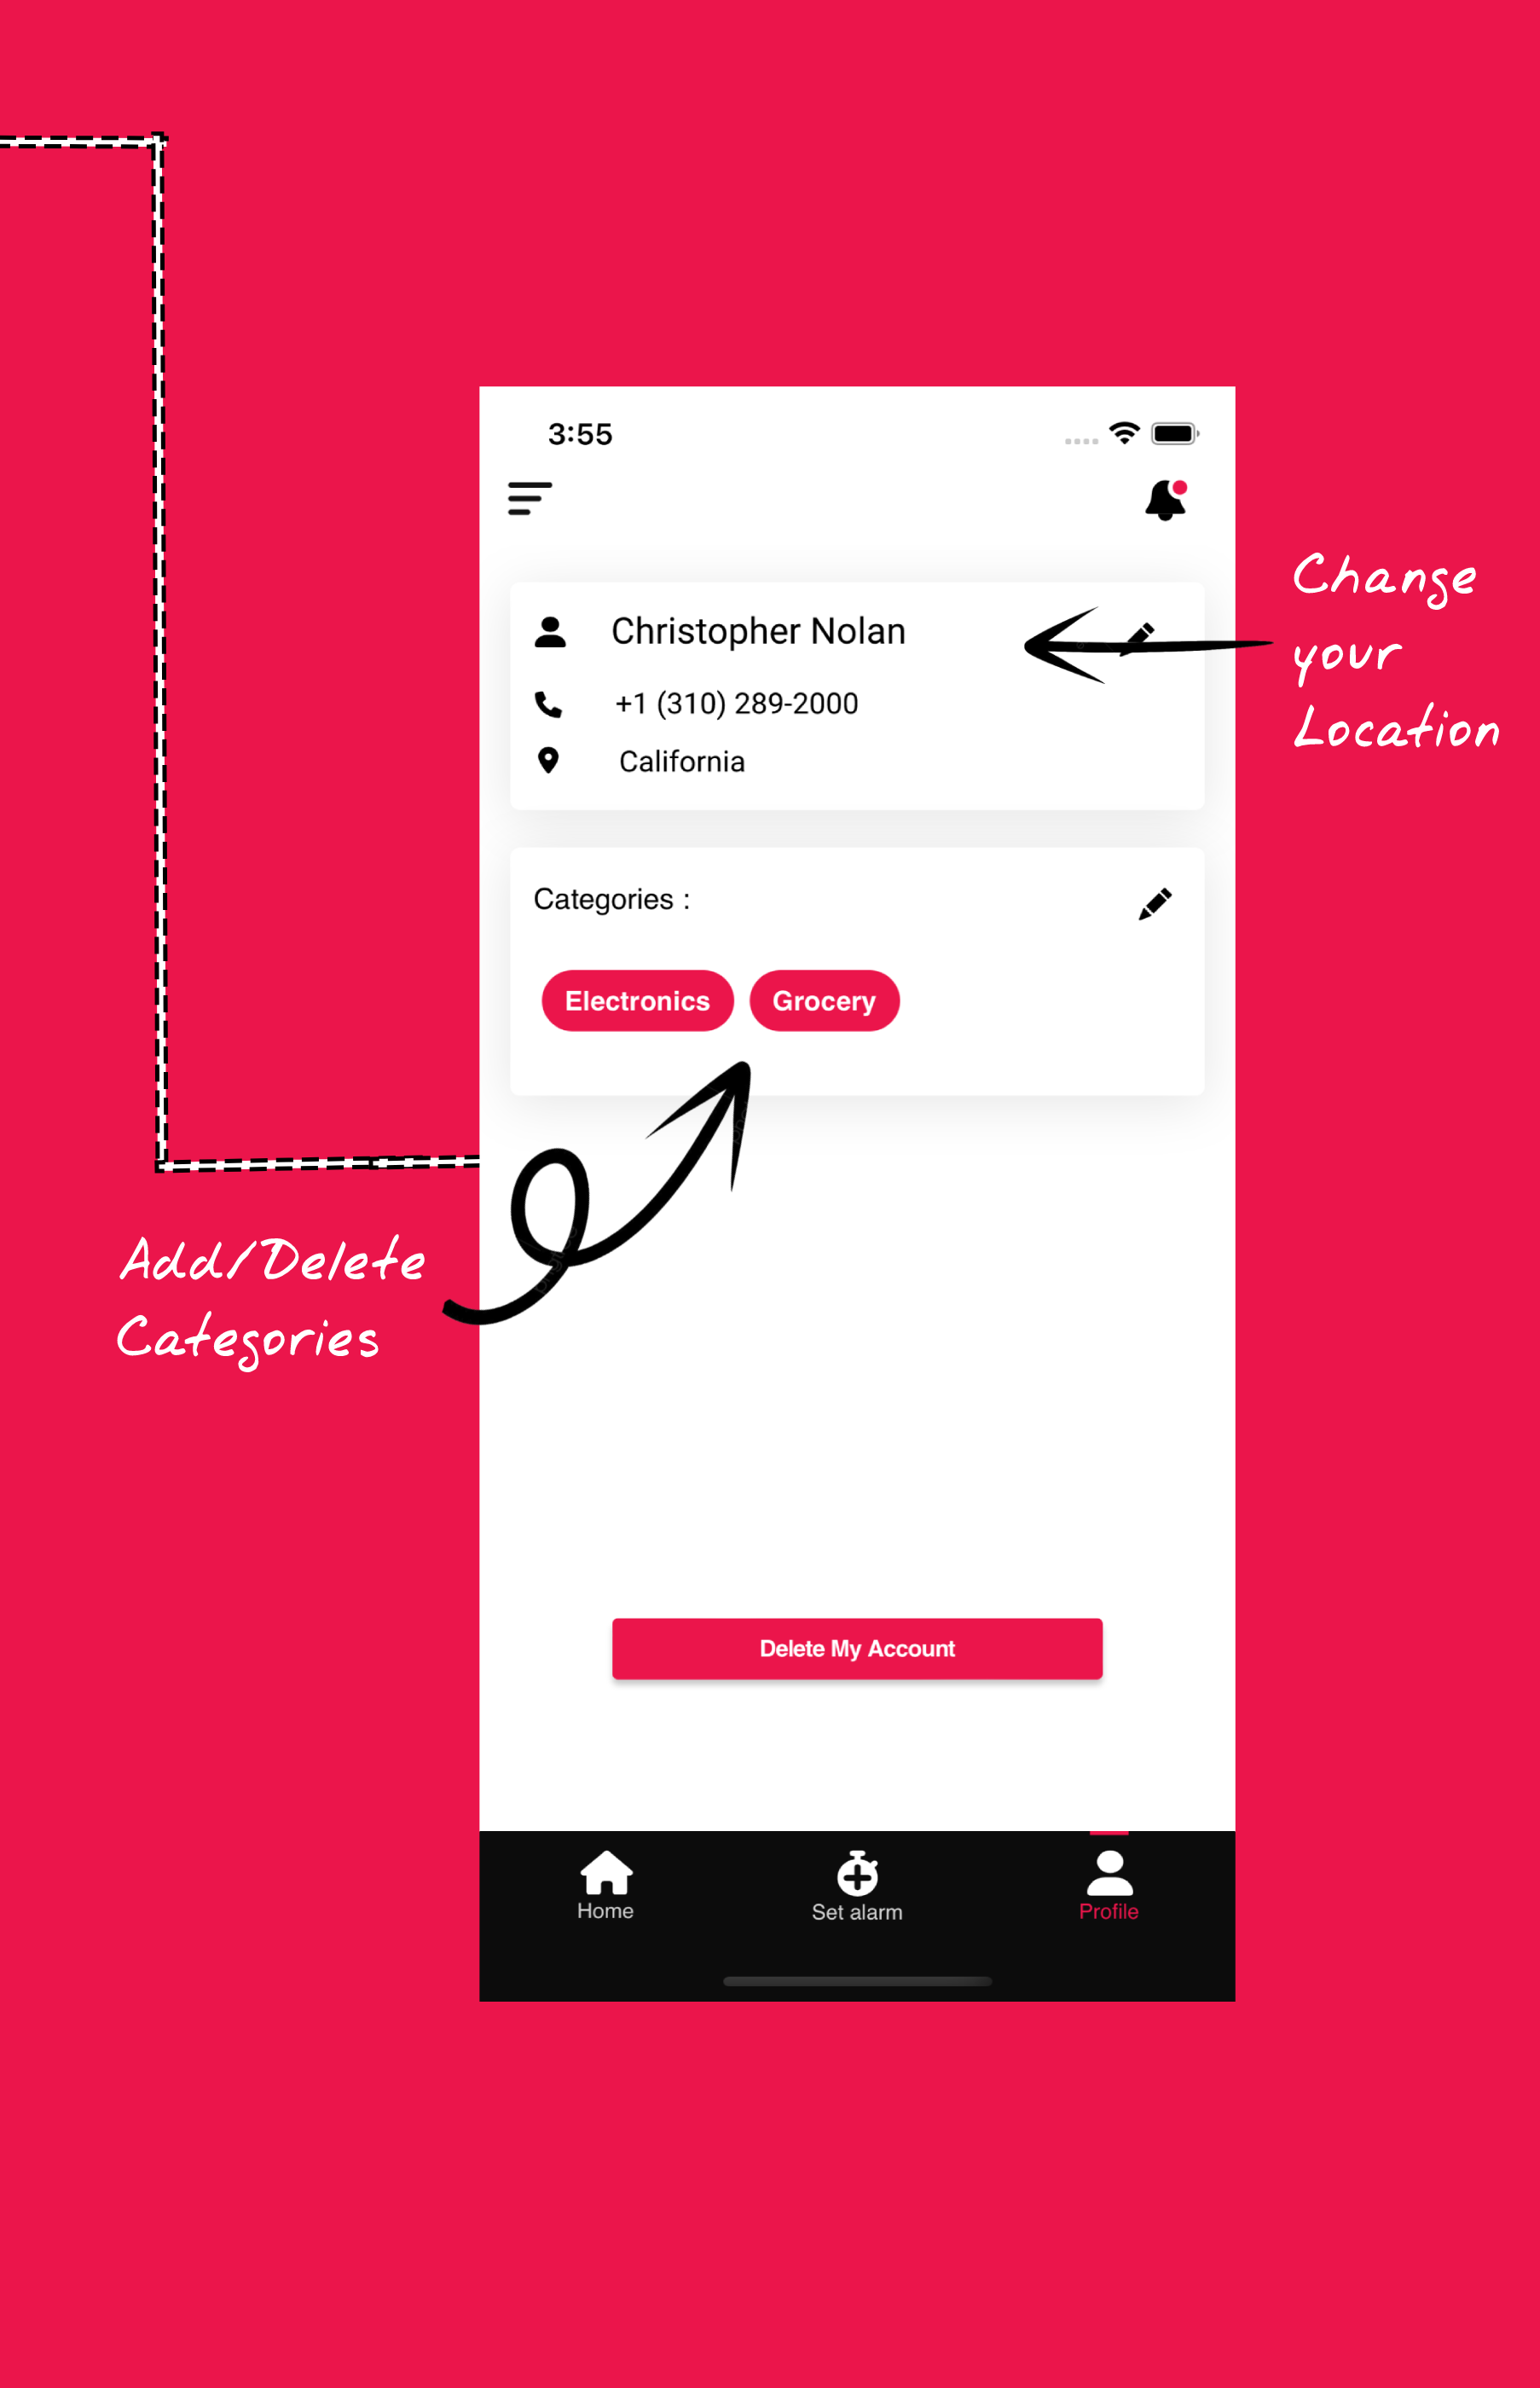 3:55
Christopher Nolan
+1 (310) 289-2000
California
Change
your
Location
Categories :
Electronics
Grocery
Add/Delete
Categories
Delete My Account
Home
Set alarm
Profile